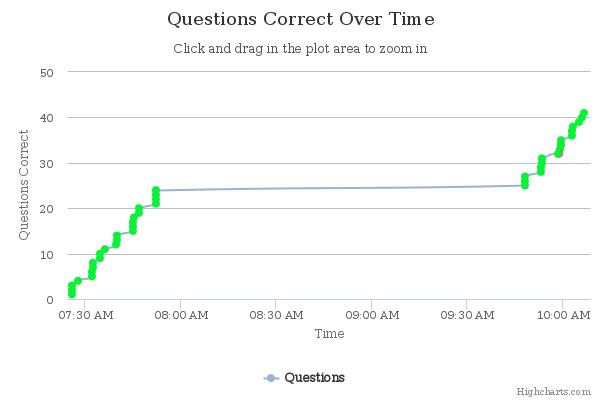 Questions Correct Over Time
Click and drag in the plot area to zoom in
50
40
30
20
10
0
Questions Correct
07:30 AM 08:00 AM 08:30 AM 09:00 AM 09:30 AM 10:00 AM
Time
Questions
Highcharts.com